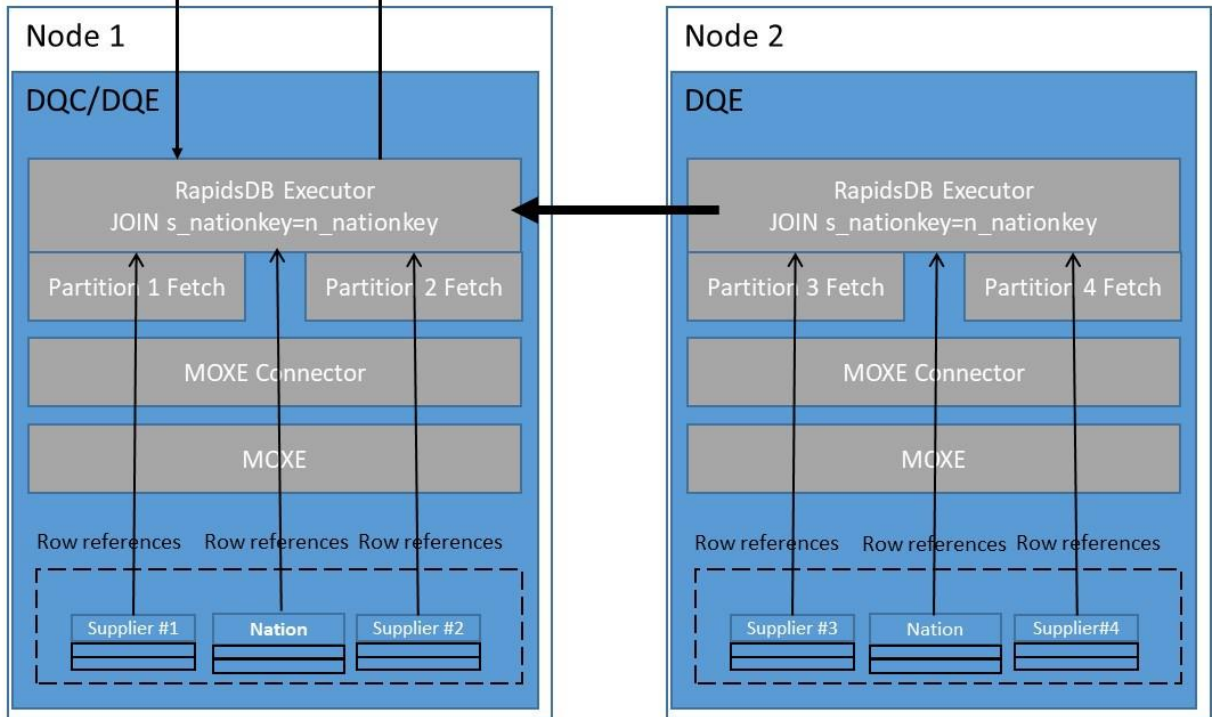 Node 1
DQC/DQE
RapidsDB Executor
JOIN s_nationkey=n_nationkey
Partition 1 Fetch
Partition 2 Fetch
MOXE Connector
MOXE
Row references
Row references
Row references
Supplier #1
Nation
Supplier #2
Node 2
DQE
RapidsDB Executor
JOIN s_nationkey=n_nationkey
Partition 3 Fetch
Partition 4 Fetch
MOXE Connector
MOXE
Row references
Row references
Row references
Supplier #3
Nation
Supplier#4